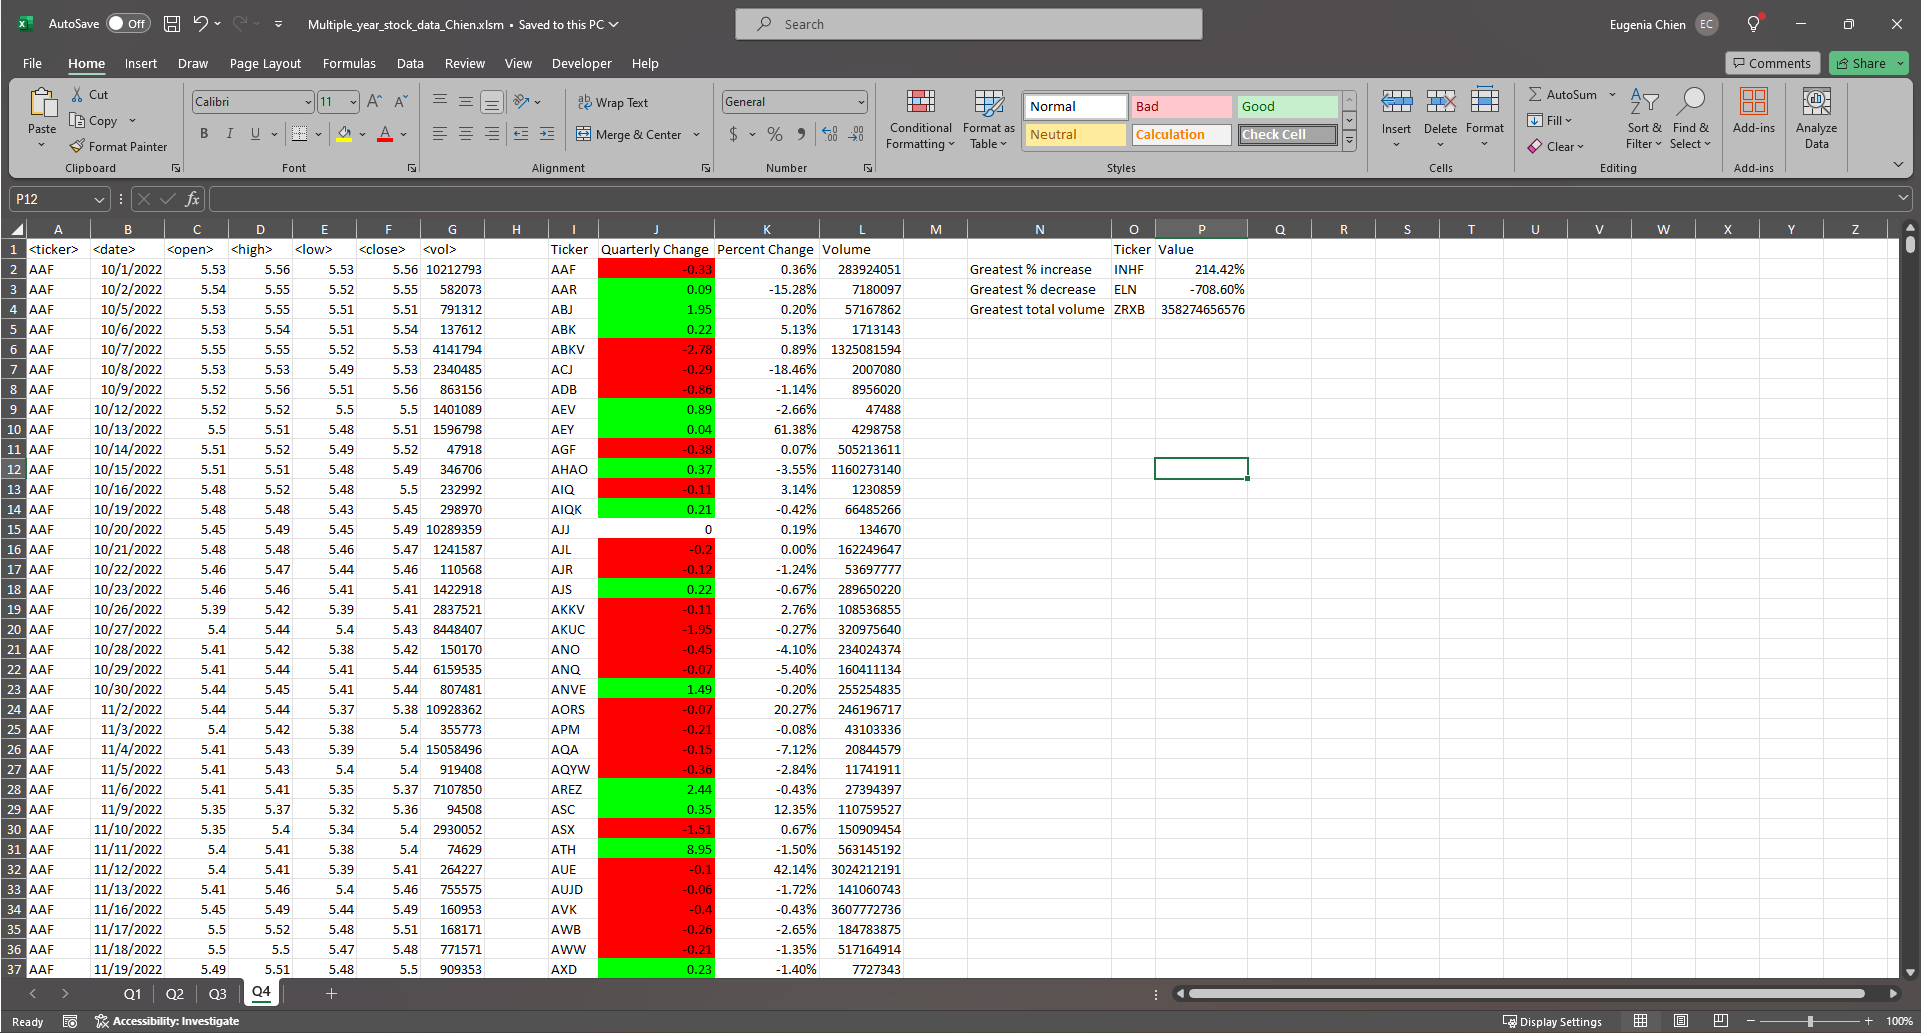 AutoSave Off Multiple_year_stock_data_Chien.xlsm • Saved to this PC Search Eugenia Chien EC
File Home Insert Draw Page Layout Formulas Data Review View Developer Help Comments Share
Paste Cut Copy Format Painter Clipboard
Calibri 11 B I U A Font
Wrap Text Merge & Center Alignment
General $ % 9 Number
Conditional Formatting Format as Table Normal Bad Good Neutral Calculation Check Cell Styles
Insert Delete Format Cells
AutoSum Fill Clear Sort & Filter Find & Select Editing
Add-ins Add-ins
Analyze Data
P12 fx
A B C D E F G H I J K L M N O P Q R S T U V W X Y Z
1 <ticker> <date> <open> <high> <low> <close> <vol> Ticker Quarterly Change Percent Change Volume Ticker Value
2 AAF 10/1/2022 5.53 5.56 5.53 5.56 10212793 AAF -0.33 0.36% 283924051 Greatest % increase INHF 214.42%
3 AAF 10/2/2022 5.54 5.55 5.52 5.55 582073 AAR 0.09 -15.28% 7180097 Greatest % decrease ELN -708.60%
4 AAF 10/5/2022 5.53 5.55 5.51 5.51 791312 ABJ 1.95 0.20% 57167862 Greatest total volume ZRXB 358274656576
5 AAF 10/6/2022 5.53 5.54 5.51 5.54 137612 ABK 0.22 5.13% 1713143
6 AAF 10/7/2022 5.55 5.55 5.52 5.53 4141794 ABKV -2.78 0.89% 1325081594
7 AAF 10/8/2022 5.53 5.53 5.49 5.53 2340485 ACJ -0.29 -18.46% 2007080
8 AAF 10/9/2022 5.52 5.56 5.51 5.56 863156 ADB -0.86 -1.14% 8956020
9 AAF 10/12/2022 5.52 5.52 5.5 5.5 1401089 AEV 0.89 -2.66% 47488
10 AAF 10/13/2022 5.5 5.51 5.48 5.51 1596798 AEY 0.04 61.38% 4298758
11 AAF 10/14/2022 5.51 5.52 5.49 5.52 47918 AGF -0.38 0.07% 505213611
12 AAF 10/15/2022 5.51 5.51 5.48 5.49 346706 AHAO 0.37 -3.55% 1160273140
13 AAF 10/16/2022 5.48 5.52 5.48 5.5 232992 AIQ -0.11 3.14% 1230859
14 AAF 10/19/2022 5.48 5.48 5.43 5.45 298970 AIQK 0.21 -0.42% 66485266
15 AAF 10/20/2022 5.45 5.49 5.45 5.49 10289359 AJJ 0 0.19% 134670
16 AAF 10/21/2022 5.48 5.48 5.46 5.47 1241587 AJL -0.2 0.00% 162249647
17 AAF 10/22/2022 5.46 5.47 5.44 5.46 110568 AJR -0.12 -1.24% 53697777
18 AAF 10/23/2022 5.46 5.46 5.41 5.41 1422918 AJS 0.22 -0.67% 289650220
19 AAF 10/26/2022 5.39 5.42 5.39 5.41 2837521 AKKV -0.11 2.76% 108536855
20 AAF 10/27/2022 5.4 5.44 5.4 5.43 8448407 AKUC -1.95 -0.27% 320975640
21 AAF 10/28/2022 5.41 5.42 5.38 5.42 150170 ANO -0.45 -4.10% 234024374
22 AAF 10/29/2022 5.41 5.44 5.41 5.44 6159535 ANQ -0.07 -5.40% 160411134
23 AAF 10/30/2022 5.44 5.45 5.41 5.44 807481 ANVE 1.49 -0.20% 255254835
24 AAF 11/2/2022 5.44 5.44 5.37 5.38 10928362 AORS -0.07 20.27% 246196717
25 AAF 11/3/2022 5.4 5.42 5.38 5.4 355773 APM -0.21 -0.08% 43103336
26 AAF 11/4/2022 5.41 5.43 5.39 5.4 15058496 AQA -0.15 -7.12% 20844579
27 AAF 11/5/2022 5.41 5.43 5.4 5.4 919408 AQYW -0.36 -2.84% 11741911
28 AAF 11/6/2022 5.41 5.41 5.35 5.37 7107850 AREZ 2.44 -0.43% 27394397
29 AAF 11/9/2022 5.35 5.37 5.32 5.36 94508 ASC 0.35 12.35% 110759527
30 AAF 11/10/2022 5.35 5.4 5.34 5.4 2930052 ASX -1.51 0.67% 150909454
31 AAF 11/11/2022 5.4 5.41 5.38 5.4 74629 ATH 8.95 -1.50% 563145192
32 AAF 11/12/2022 5.4 5.41 5.39 5.41 264227 AUE -0.1 42.14% 3024212191
33 AAF 11/13/2022 5.41 5.46 5.4 5.46 755575 AUJD -0.06 -1.72% 141060743
34 AAF 11/16/2022 5.45 5.49 5.44 5.49 160953 AVK -0.4 -0.43% 3607772736
35 AAF 11/17/2022 5.5 5.52 5.48 5.51 168171 AWB -0.26 -2.65% 184783875
36 AAF 11/18/2022 5.5 5.5 5.47 5.48 771571 AWW -0.21 -1.35% 517164914
37 AAF 11/19/2022 5.49 5.51 5.48 5.5 909353 AXD 0.23 -1.40% 7727343
Q1 Q2 Q3 Q4 +
Ready Accessibility: Investigate Display Settings 100%